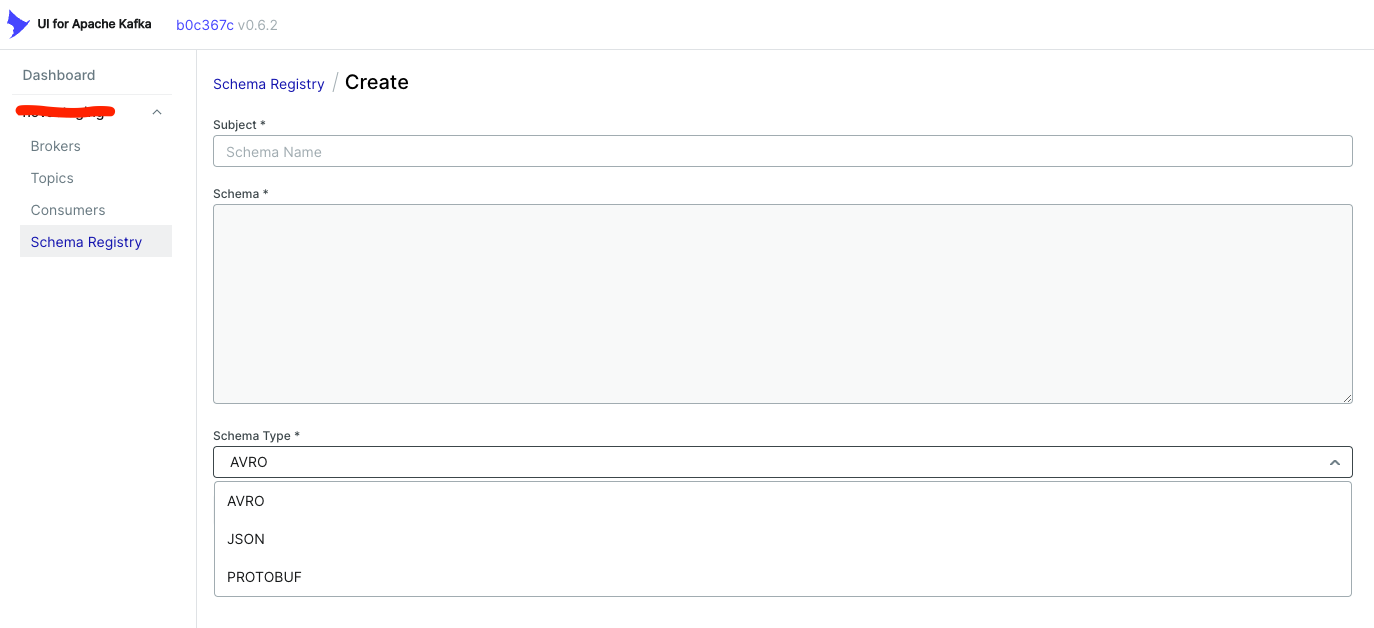 UI for Apache Kafka
b0c367c v0.6.2
Dashboard
Brokers
Topics
Consumers
Schema Registry
Schema Registry / Create
Subject *
Schema Name
Schema *
Schema Type *
AVRO
AVRO
JSON
PROTOBUF